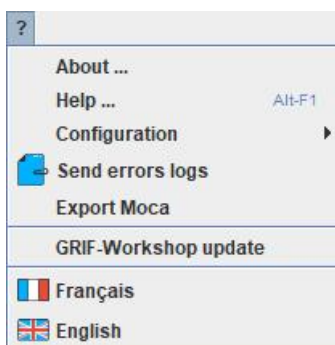 ?
About ...
Help ... Alt-F1
Configuration
Send errors logs
Export Moca
GRIF-Workshop update
Français
English